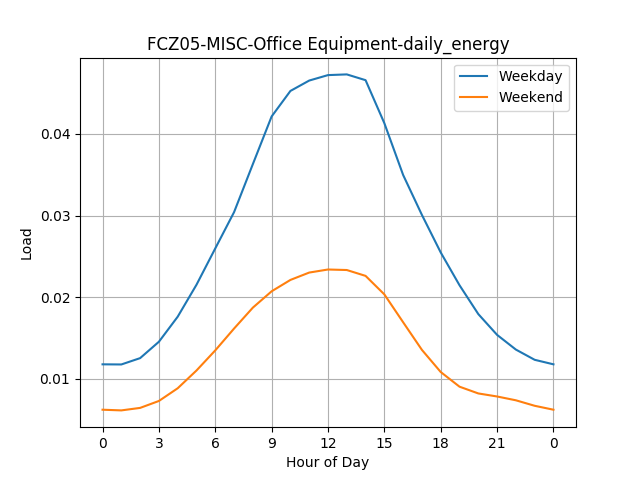 FCZ05-MISC-Office Equipment-daily_energy
Weekday
Weekend
0.04
0.03
0.02
0.01
Load
0 3 6 9 12 15 18 21 0
Hour of Day